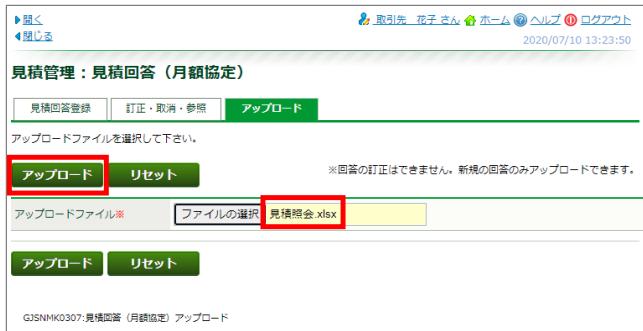 ▶開く 取引先 花子 さん ホーム ヘルプ ログアウト
◀閉じる 2020/07/10 13:23:50
見積管理：見積回答（月額協定）
見積回答登録 訂正・取消・参照 アップロード
アップロードファイルを選択して下さい。
アップロード リセット ※回答の訂正はできません。新規の回答のみアップロードできます。
アップロードファイル※ ファイルの選択 見積照会.xlsx
アップロード リセット
GJSNMK0307:見積回答（月額協定）アップロード